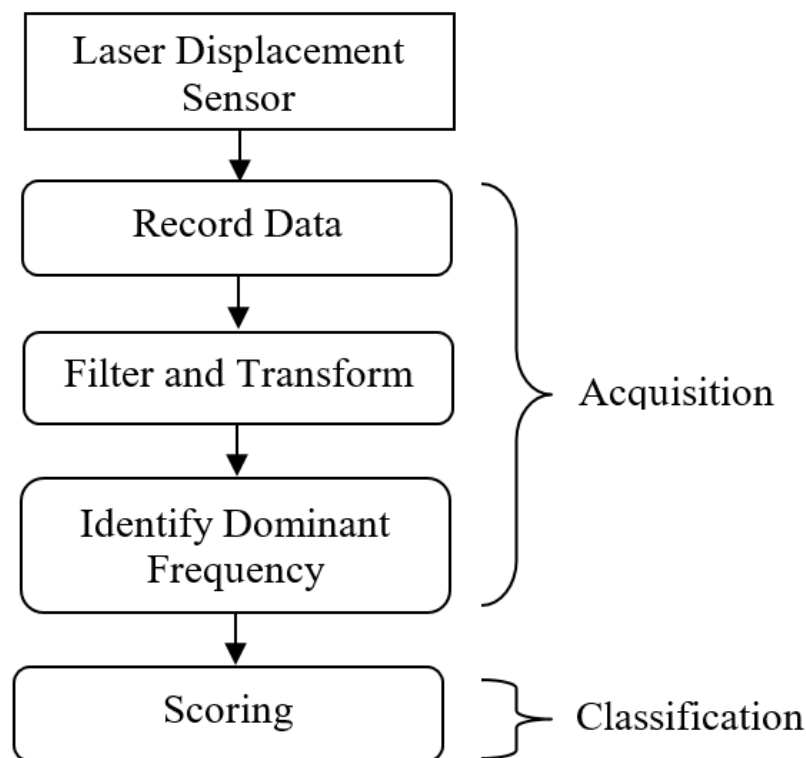 Laser Displacement
Sensor
Record Data
Filter and Transform
Acquisition
Identify Dominant
Frequency
Scoring
Classification